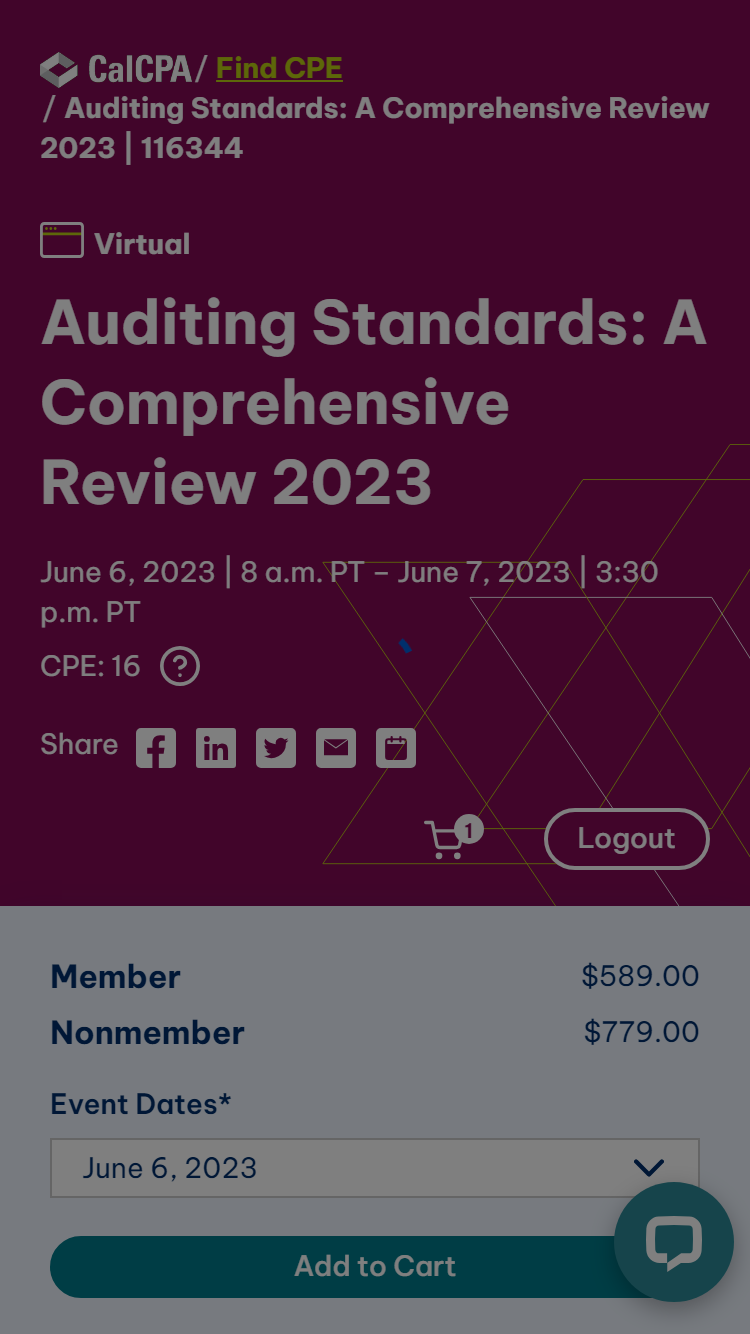 CalCPA / Find CPE
/ Auditing Standards: A Comprehensive Review
2023 | 116344
Virtual
Auditing Standards: A
Comprehensive
Review 2023
June 6, 2023 | 8 a.m. PT – June 7, 2023 | 3:30
p.m. PT
CPE: 16 ?
Share
1
Logout
Member $589.00
Nonmember $779.00
Event Dates*
June 6, 2023
Add to Cart